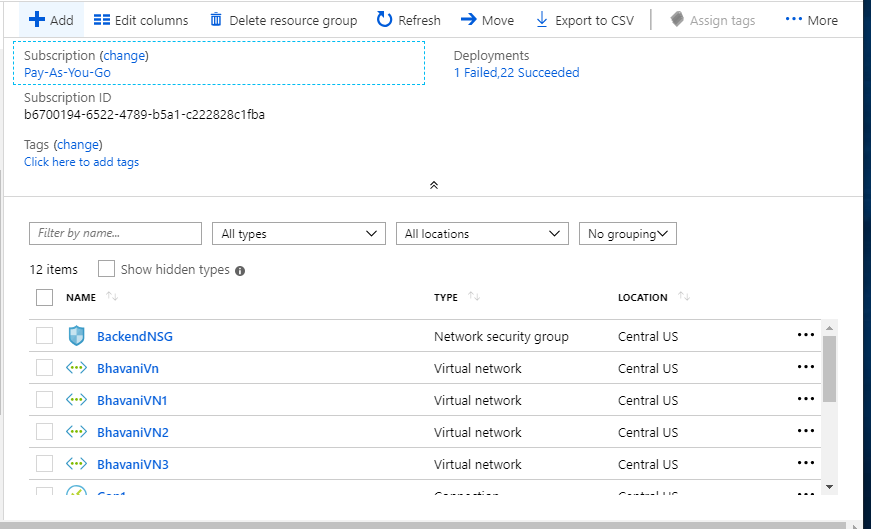 Add Edit columns Delete resource group Refresh Move Export to CSV Assign tags More
Subscription (change) Deployments
Pay-As-You-Go 1 Failed,22 Succeeded
Subscription ID
b6700194-6522-4789-b5a1-c222828c1fba
Tags (change)
Click here to add tags
Filter by name... All types All locations No grouping
12 items Show hidden types
NAME TYPE LOCATION
BackendNSG Network security group Central US
BhavaniVn Virtual network Central US
BhavaniVN1 Virtual network Central US
BhavaniVN2 Virtual network Central US
BhavaniVN3 Virtual network Central US
Connection Central US